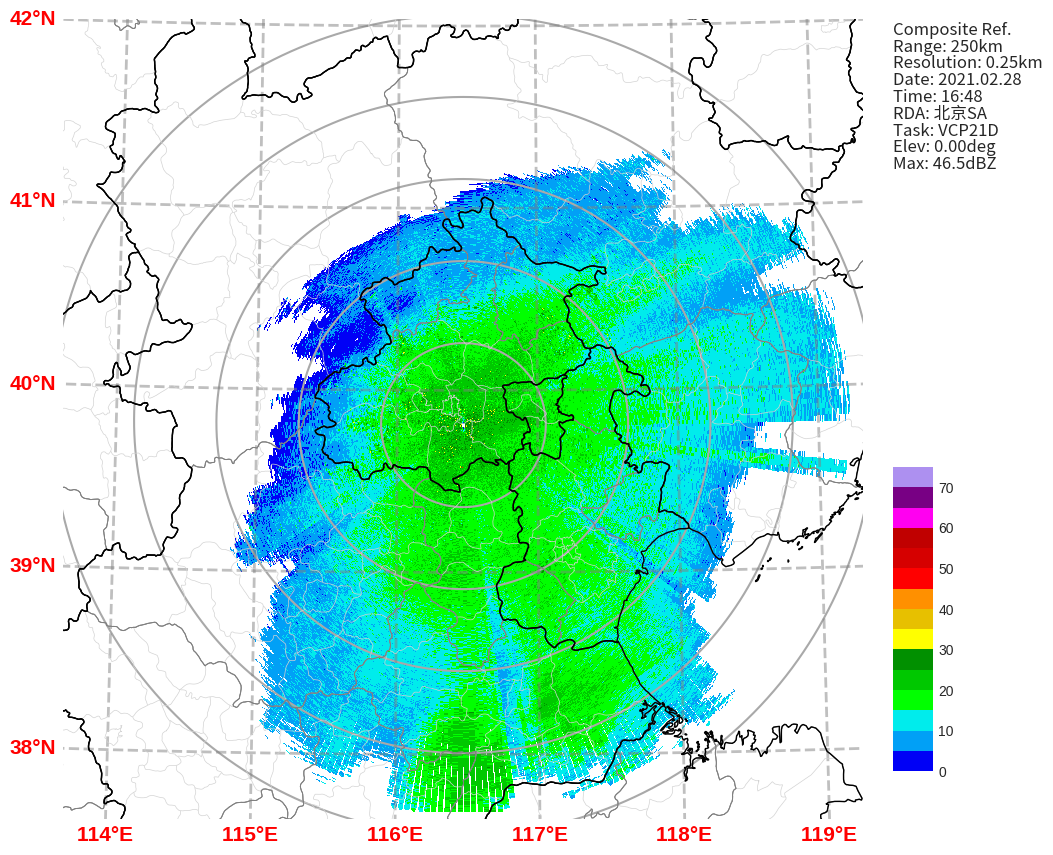 42°N
41°N
40°N
39°N
38°N
114°E
115°E
116°E
117°E
118°E
119°E
Composite Ref.
Range: 250km
Resolution: 0.25km
Date: 2021.02.28
Time: 16:48
RDA: 北京SA
Task: VCP21D
Elev: 0.00deg
Max: 46.5dBZ
70
60
50
40
30
20
10
0